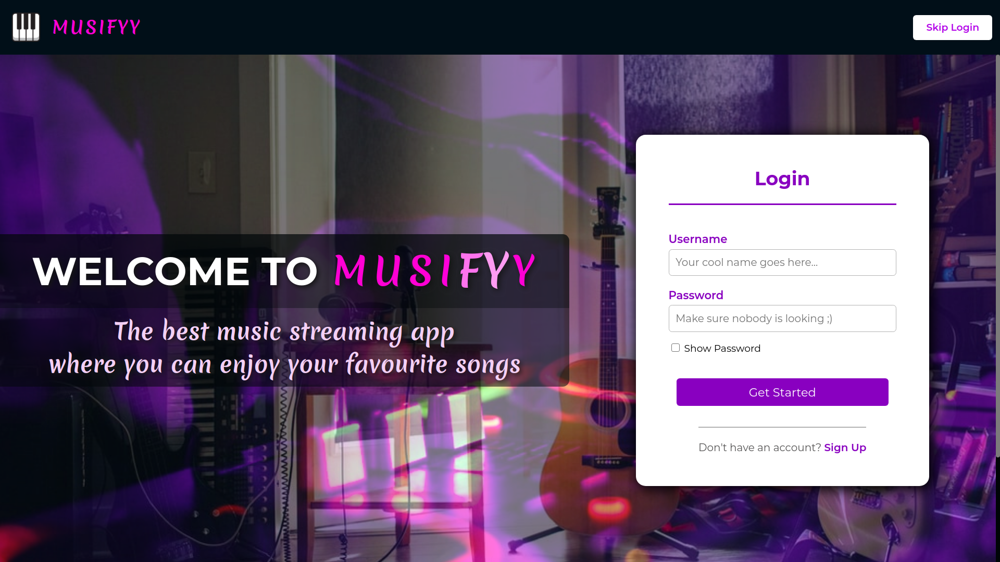 MUSIFYY
Skip Login
WELCOME TO MUSIFYY
The best music streaming app
where you can enjoy your favourite songs
Login
Username
Your cool name goes here...
Password
Make sure nobody is looking ;)
Show Password
Get Started
Don't have an account? Sign Up
WATCHMEN